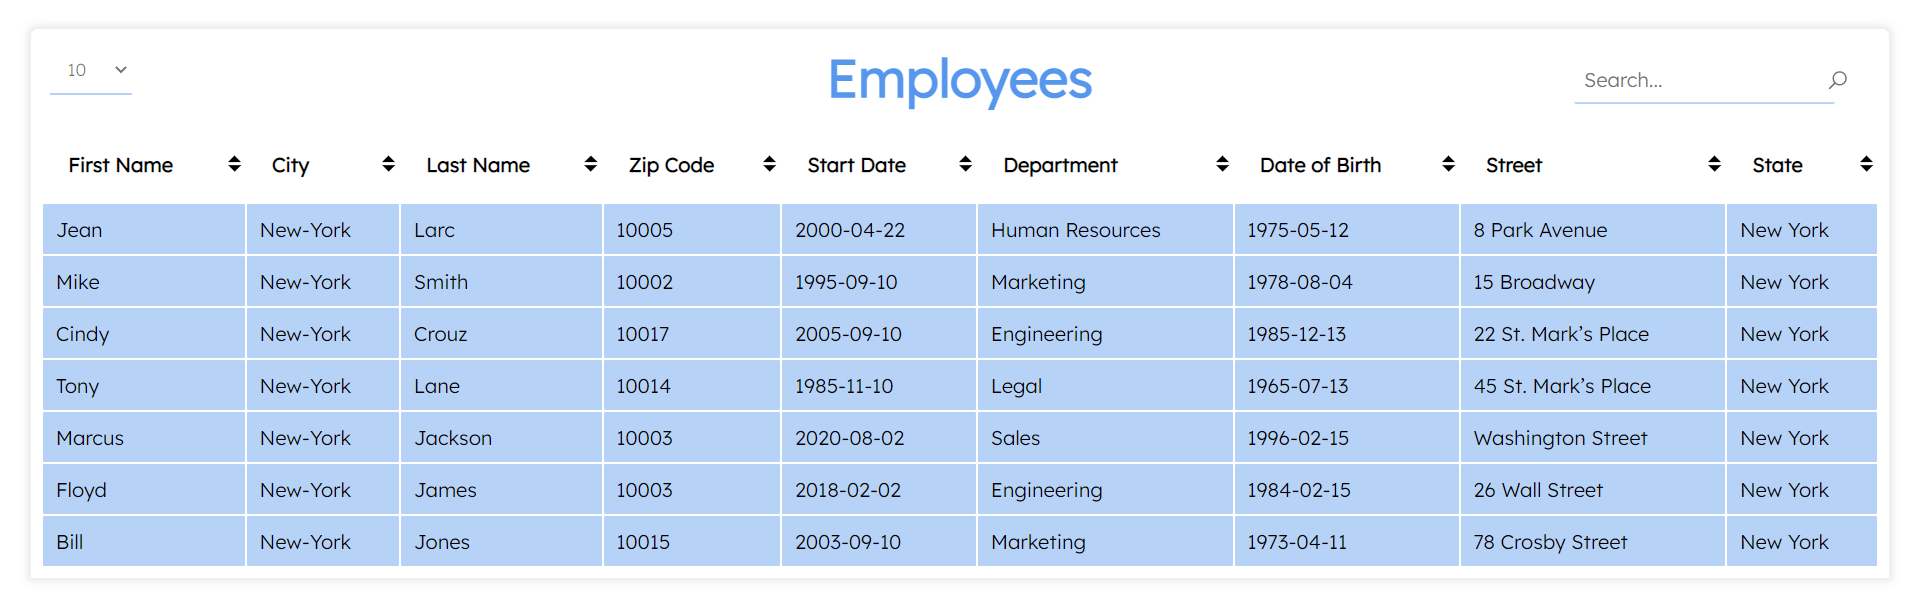 10
Employees
Search...
First Name City Last Name Zip Code Start Date Department Date of Birth Street State
Jean New-York Larc 10005 2000-04-22 Human Resources 1975-05-12 8 Park Avenue New York
Mike New-York Smith 10002 1995-09-10 Marketing 1978-08-04 15 Broadway New York
Cindy New-York Crouz 10017 2005-09-10 Engineering 1985-12-13 22 St. Mark’s Place New York
Tony New-York Lane 10014 1985-11-10 Legal 1965-07-13 45 St. Mark’s Place New York
Marcus New-York Jackson 10003 2020-08-02 Sales 1996-02-15 Washington Street New York
Floyd New-York James 10003 2018-02-02 Engineering 1984-02-15 26 Wall Street New York
Bill New-York Jones 10015 2003-09-10 Marketing 1973-04-11 78 Crosby Street New York